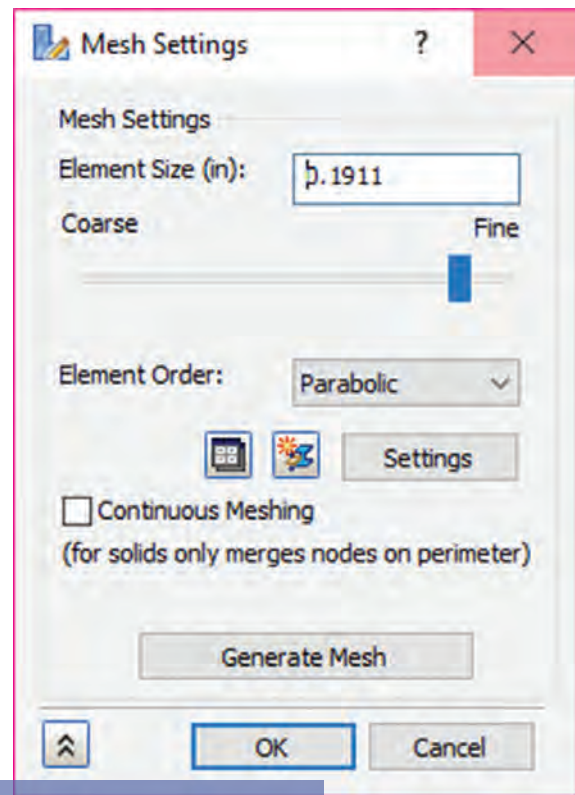 Mesh Settings ?
Mesh Settings
Element Size (in): 0.1911
Coarse Fine
Element Order: Parabolic
Settings
Continuous Meshing
(for solids only merges nodes on perimeter)
Generate Mesh
OK Cancel